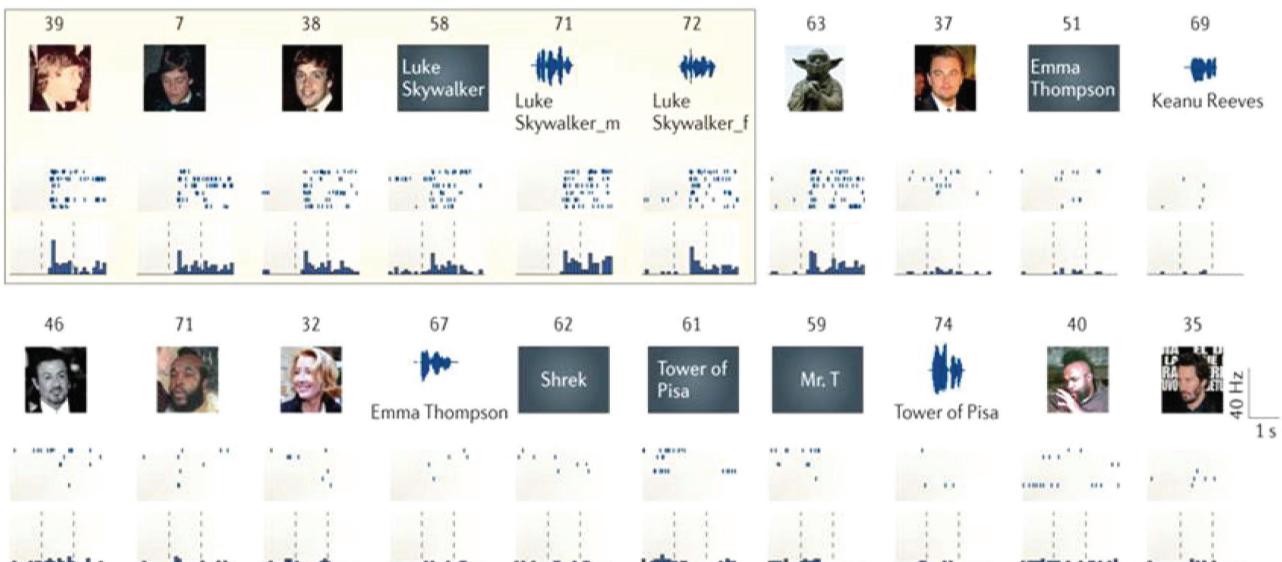 39 7 38 58 71 72 63 37 51 69
Luke
Skywalker
Emma
Thompson
Luke
Skywalker_m
Luke
Skywalker_f
Keanu Reeves
46 71 32 67 62 61 59 74 40 35
Shrek
Tower of
Pisa
Mr. T
Emma Thompson
Tower of Pisa
40 Hz
1 s